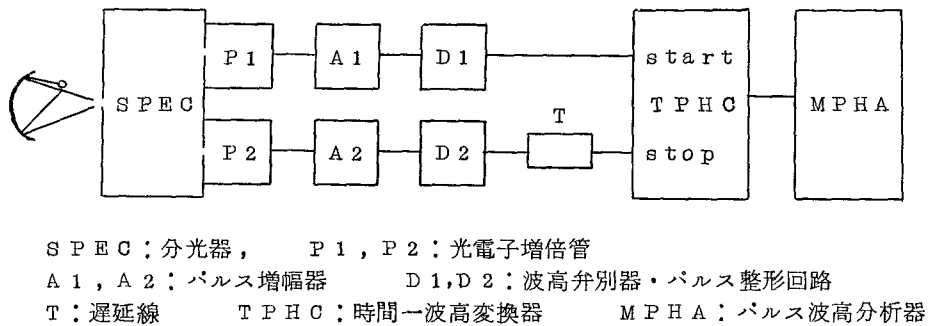 SPEC
P1
A1
D1
start
TPHC
stop
MPHA
P2
A2
D2
T
SPEC:分光器, P1,P2:光電子増倍管
A1,A2:パルス増幅器 D1,D2:波高弁別器・パルス整形回路
T:遅延線 TPHC:時間一波高変換器 MPHA:パルス波高分析器